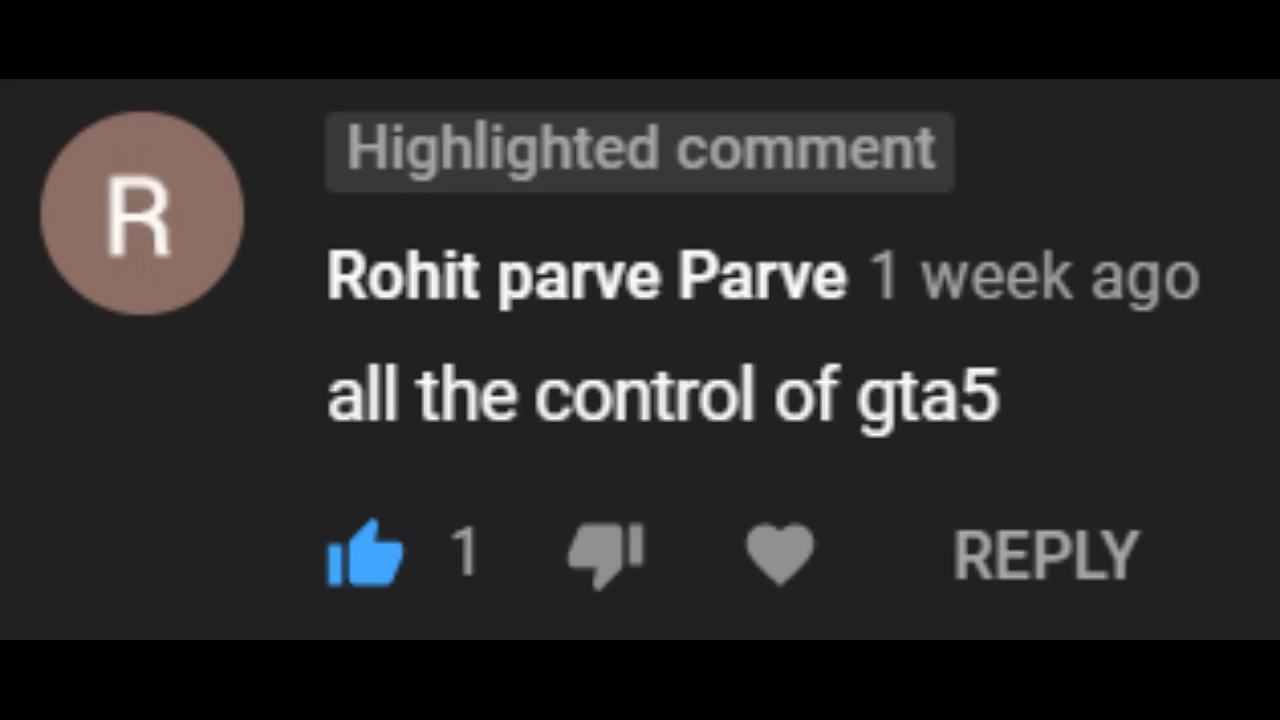 R
Highlighted comment
Rohit parve Parve 1 week ago
all the control of gta5
1 REPLY